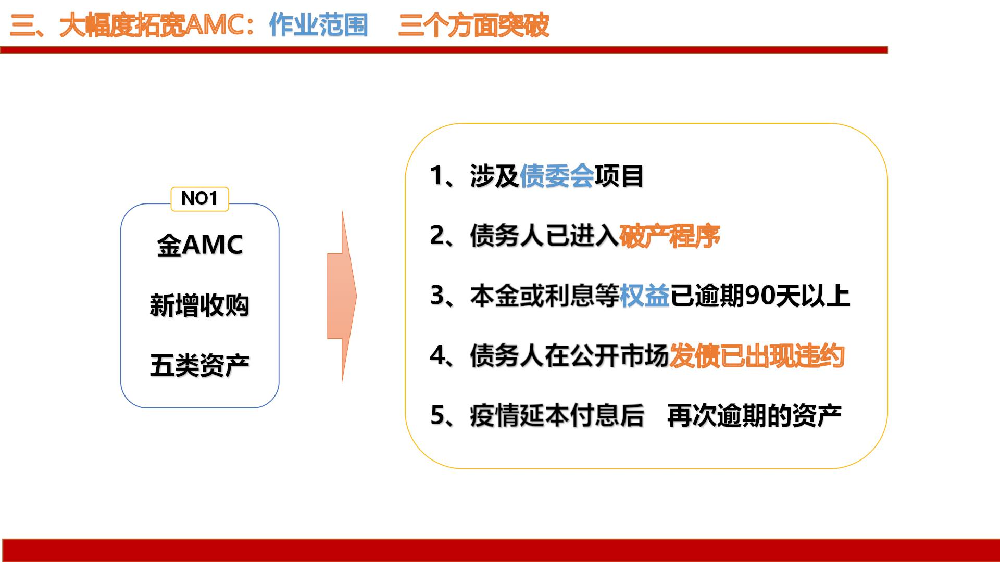 三、大幅度拓宽AMC：作业范围 三个方面突破
NO1
金AMC
新增收购
五类资产
1、涉及债委会项目
2、债务人已进入破产程序
3、本金或利息等权益已逾期90天以上
4、债务人在公开市场发债已出现违约
5、疫情延本付息后 再次逾期的资产